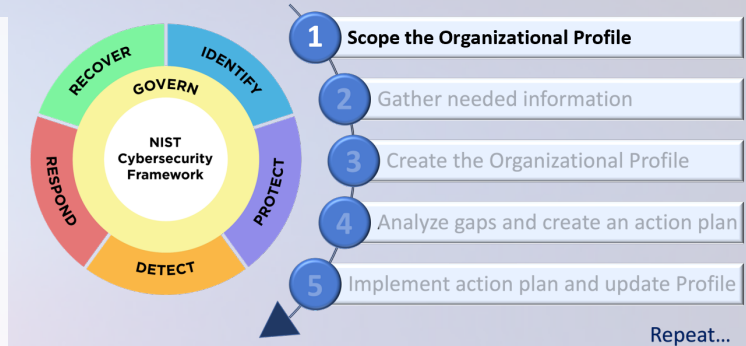 RECOVER
IDENTIFY
GOVERN
NIST
Cybersecurity
Framework
RESPOND
PROTECT
DETECT
1 Scope the Organizational Profile
2 Gather needed information
3 Create the Organizational Profile
4 Analyze gaps and create an action plan
5 Implement action plan and update Profile
Repeat...